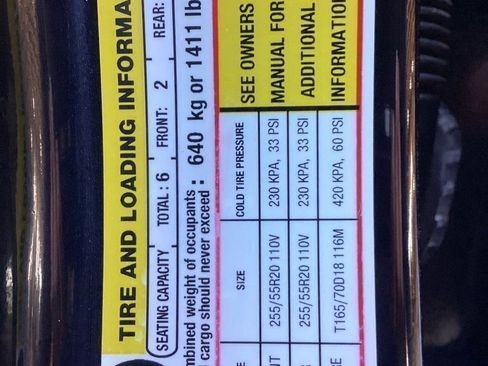 TIRE AND LOADING INFORMA
SEATING CAPACITY TOTAL : 6 FRONT: 2 REAR:
mbined weight of occupants
cargo should never exceed : 640 kg or 1411 lb
SIZE COLD TIRE PRESSURE SEE OWNERS
NT 255/55R20 110V 230 KPA, 33 PSI MANUAL FOR
255/55R20 110V 230 KPA, 33 PSI ADDITIONAL
RE T165/70D18 116M 420 KPA, 60 PSI INFORMATION